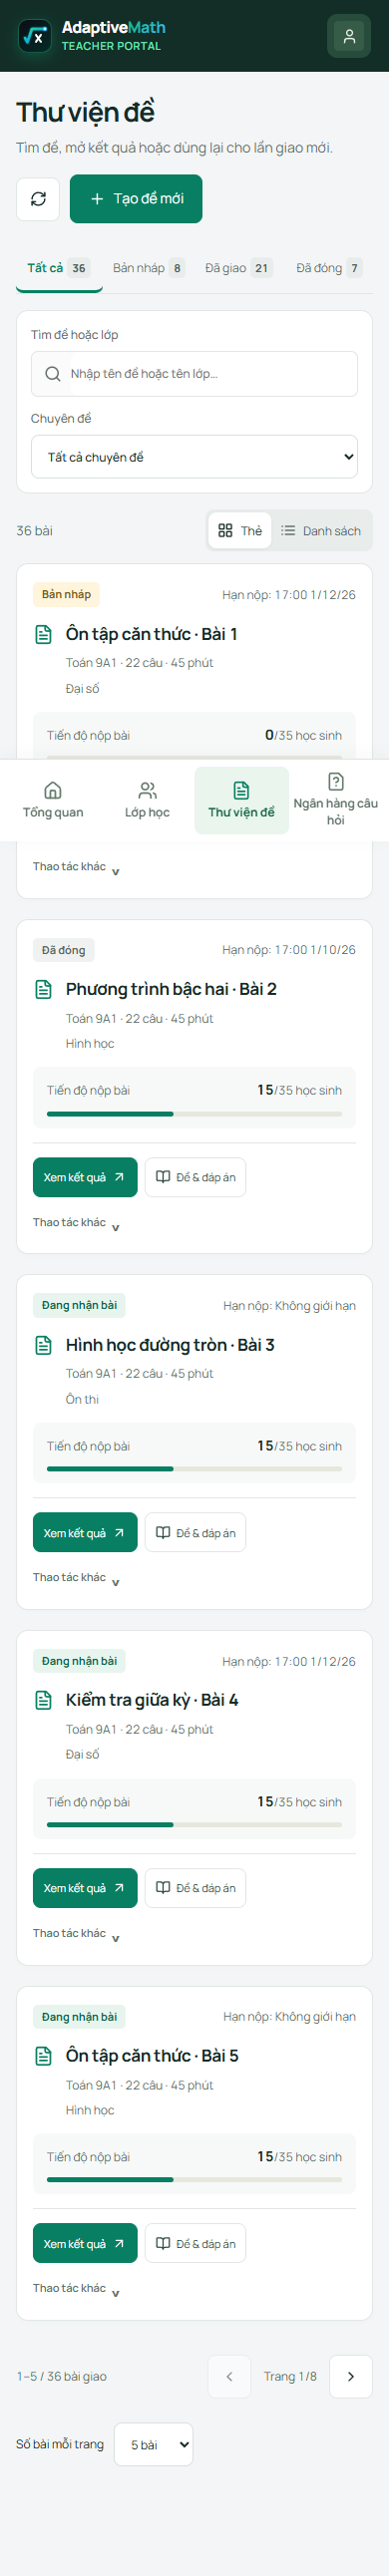 AdaptiveMath
TEACHER PORTAL
Thư viện đề
Tìm đề, mở kết quả hoặc dùng lại cho lần giao mới.
Tạo đề mới
Tất cả 36 Bản nháp 8 Đã giao 21 Đã đóng 7
Tìm đề hoặc lớp
Nhập tên đề hoặc tên lớp...
Chuyên đề
Tất cả chuyên đề
36 bài Thẻ Danh sách
Bản nháp Hạn nộp: 17:00 1/12/26
Ôn tập căn thức · Bài 1
Toán 9A1 · 22 câu · 45 phút
Đại số
Tiến độ nộp bài 0/35 học sinh
Tổng quan Lớp học Thư viện đề Ngân hàng câu
hỏi
Thao tác khác
Đã đóng Hạn nộp: 17:00 1/10/26
Phương trình bậc hai · Bài 2
Toán 9A1 · 22 câu · 45 phút
Hình học
Tiến độ nộp bài 15/35 học sinh
Xem kết quả Đề & đáp án
Thao tác khác
Đang nhận bài Hạn nộp: Không giới hạn
Hình học đường tròn · Bài 3
Toán 9A1 · 22 câu · 45 phút
Ôn thi
Tiến độ nộp bài 15/35 học sinh
Xem kết quả Đề & đáp án
Thao tác khác
Đang nhận bài Hạn nộp: 17:00 1/12/26
Kiểm tra giữa kỳ · Bài 4
Toán 9A1 · 22 câu · 45 phút
Đại số
Tiến độ nộp bài 15/35 học sinh
Xem kết quả Đề & đáp án
Thao tác khác
Đang nhận bài Hạn nộp: Không giới hạn
Ôn tập căn thức · Bài 5
Toán 9A1 · 22 câu · 45 phút
Hình học
Tiến độ nộp bài 15/35 học sinh
Xem kết quả Đề & đáp án
Thao tác khác
1–5 / 36 bài giao Trang 1/8
Số bài mỗi trang 5 bài